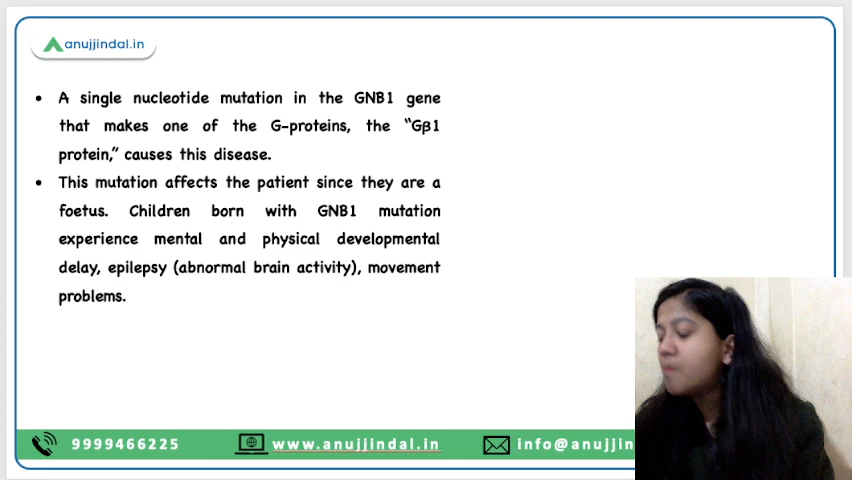 anujjindal.in
• A single nucleotide mutation in the GNB1 gene
that makes one of the G-proteins, the “Gβ1
protein,” causes this disease.
• This mutation affects the patient since they are a
foetus. Children born with GNB1 mutation
experience mental and physical developmental
delay, epilepsy (abnormal brain activity), movement
problems.
9999466225 www.anujjindal.in info@anujjin